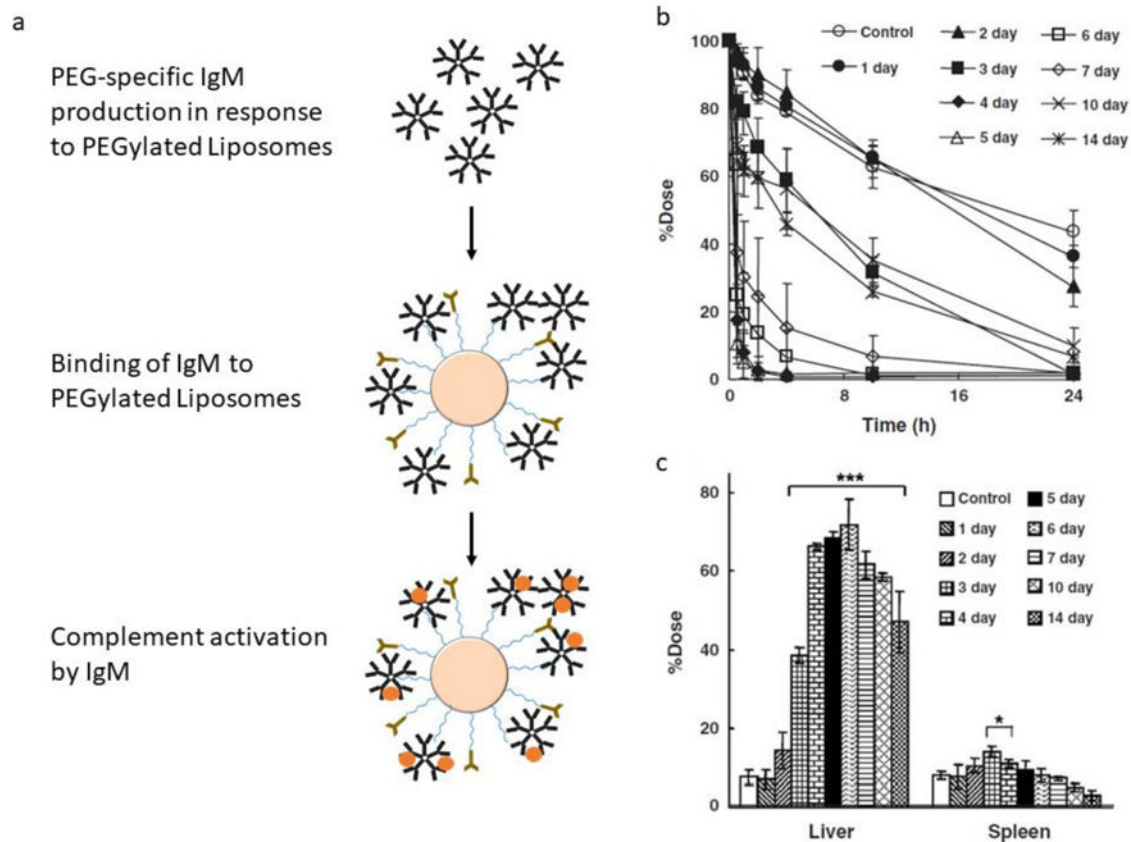 a
PEG-specific IgM
production in response
to PEGylated Liposomes
Binding of IgM to
PEGylated Liposomes
Complement activation
by IgM
b
100
80
60
40
20
0
%Dose
0
8
16
24
Time (h)
Control
1 day
2 day
3 day
4 day
5 day
6 day
7 day
10 day
14 day
c
80
60
40
20
0
%Dose
***
*
Control
1 day
2 day
3 day
4 day
5 day
6 day
7 day
10 day
14 day
Liver
Spleen